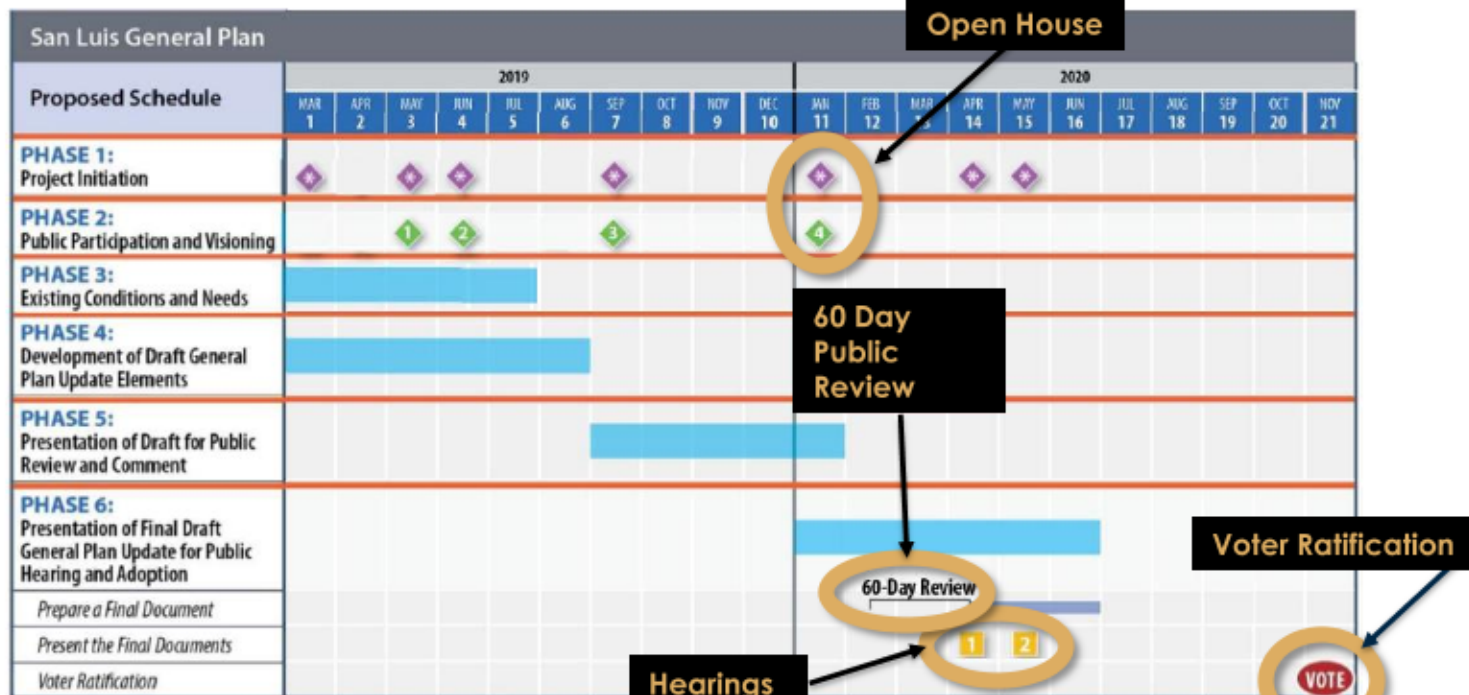 Open House
San Luis General Plan
Proposed Schedule
2019
2020
MAR APR MAY JUN JUL AUG SEP OCT NOV DEC JAN FEB MAR APR MAY JUN JUL AUG SEP OCT NOV
1 2 3 4 5 6 7 8 9 10 11 12 13 14 15 16 17 18 19 20 21
PHASE 1:
Project Initiation
* * * * * * *
PHASE 2:
Public Participation and Visioning
1 2 3 4
PHASE 3:
Existing Conditions and Needs
60 Day
Public
Review
PHASE 4:
Development of Draft General
Plan Update Elements
PHASE 5:
Presentation of Draft for Public
Review and Comment
PHASE 6:
Presentation of Final Draft
General Plan Update for Public
Hearing and Adoption
Voter Ratification
60-Day Review
Prepare a Final Document
Present the Final Documents
1 2
Hearings
Voter Ratification
VOTE